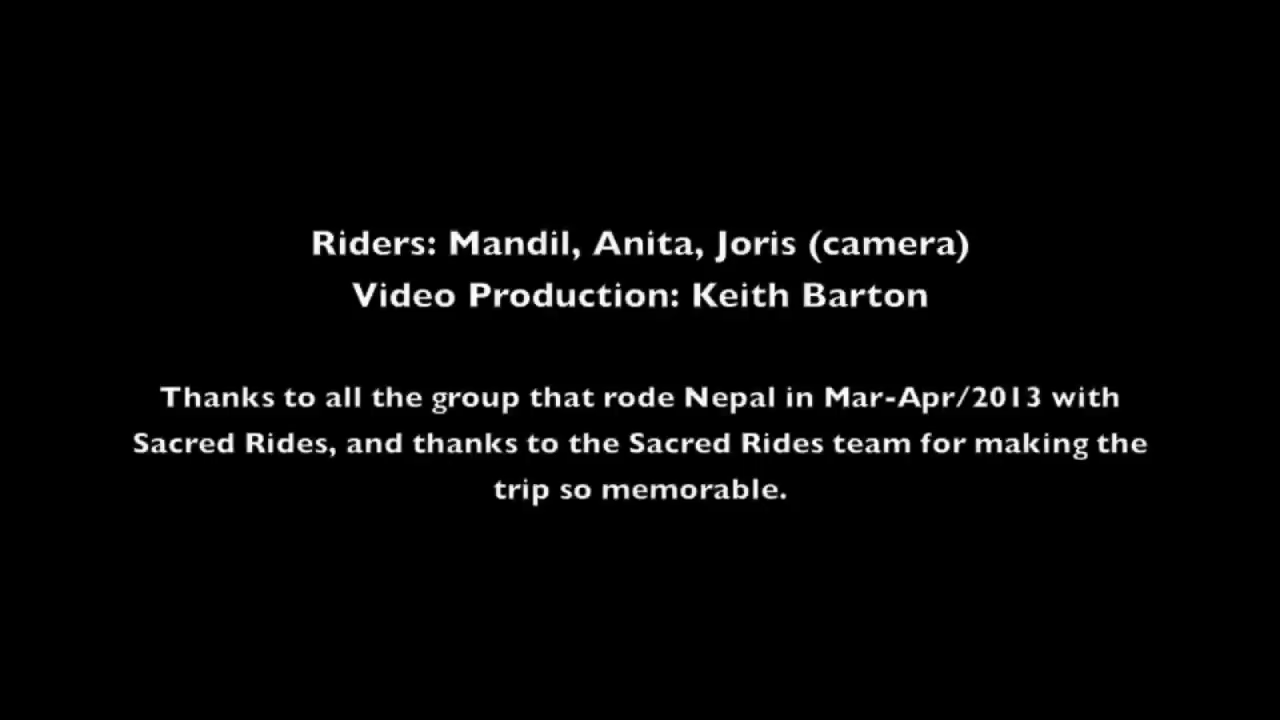 Riders: Mandil, Anita, Joris (camera)
Video Production: Keith Barton
Thanks to all the group that rode Nepal in Mar-Apr/2013 with
Sacred Rides, and thanks to the Sacred Rides team for making the
trip so memorable.